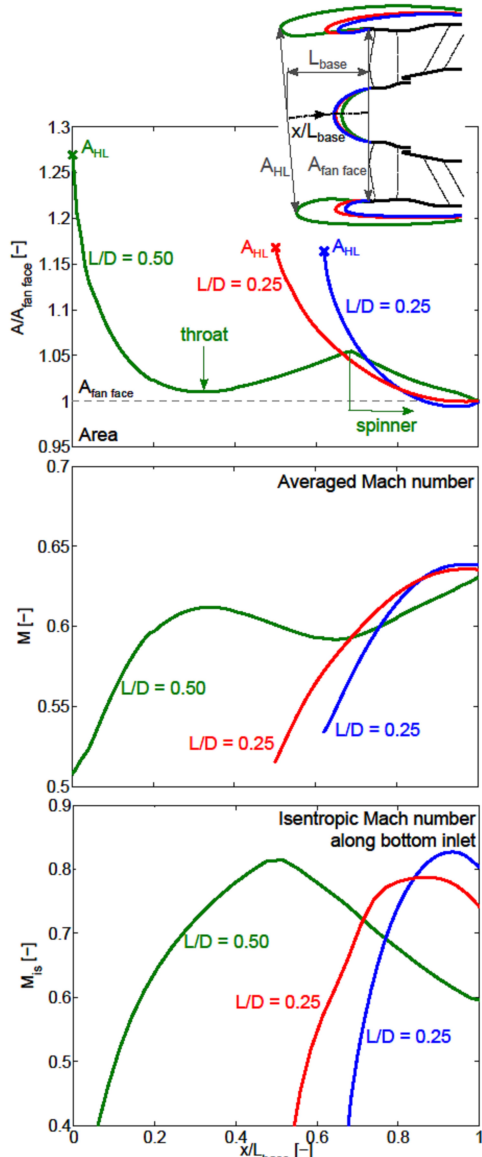 L_base
x/L_base
A_HL
A_fan face
A/A_fan face [–]
1.3
1.25
1.2
1.15
1.1
1.05
1
0.95
A_HL
L/D = 0.50
throat
A_HL
A_HL
L/D = 0.25
L/D = 0.25
A_fan face
spinner
Area
M [–]
0.7
0.65
0.6
0.55
0.5
Averaged Mach number
L/D = 0.50
L/D = 0.25
L/D = 0.25
M_is [–]
0.9
0.8
0.7
0.6
0.5
0.4
Isentropic Mach number
along bottom inlet
L/D = 0.50
L/D = 0.25
L/D = 0.25
0
0.2
0.4
0.6
0.8
1
x/L_base [–]